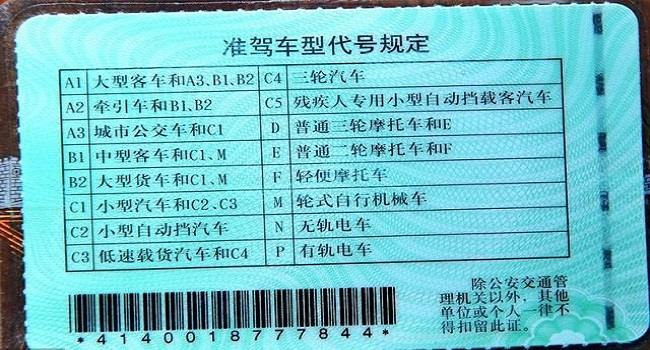 准驾车型代号规定
A1 大型客车和A3、B1、B2 C4 三轮汽车
A2 牵引车和B1、B2 C5 残疾人专用小型自动挡载客汽车
A3 城市公交车和C1 D 普通三轮摩托车和E
B1 中型客车和C1、M E 普通二轮摩托车和F
B2 大型货车和C1、M F 轻便摩托车
C1 小型汽车和C2、C3 M 轮式自行机械车
C2 小型自动挡汽车 N 无轨电车
C3 低速载货汽车和C4 P 有轨电车
除公安交通管
理机关以外，其他
单位或个人一律不
得扣留此证。
*4140018777844*